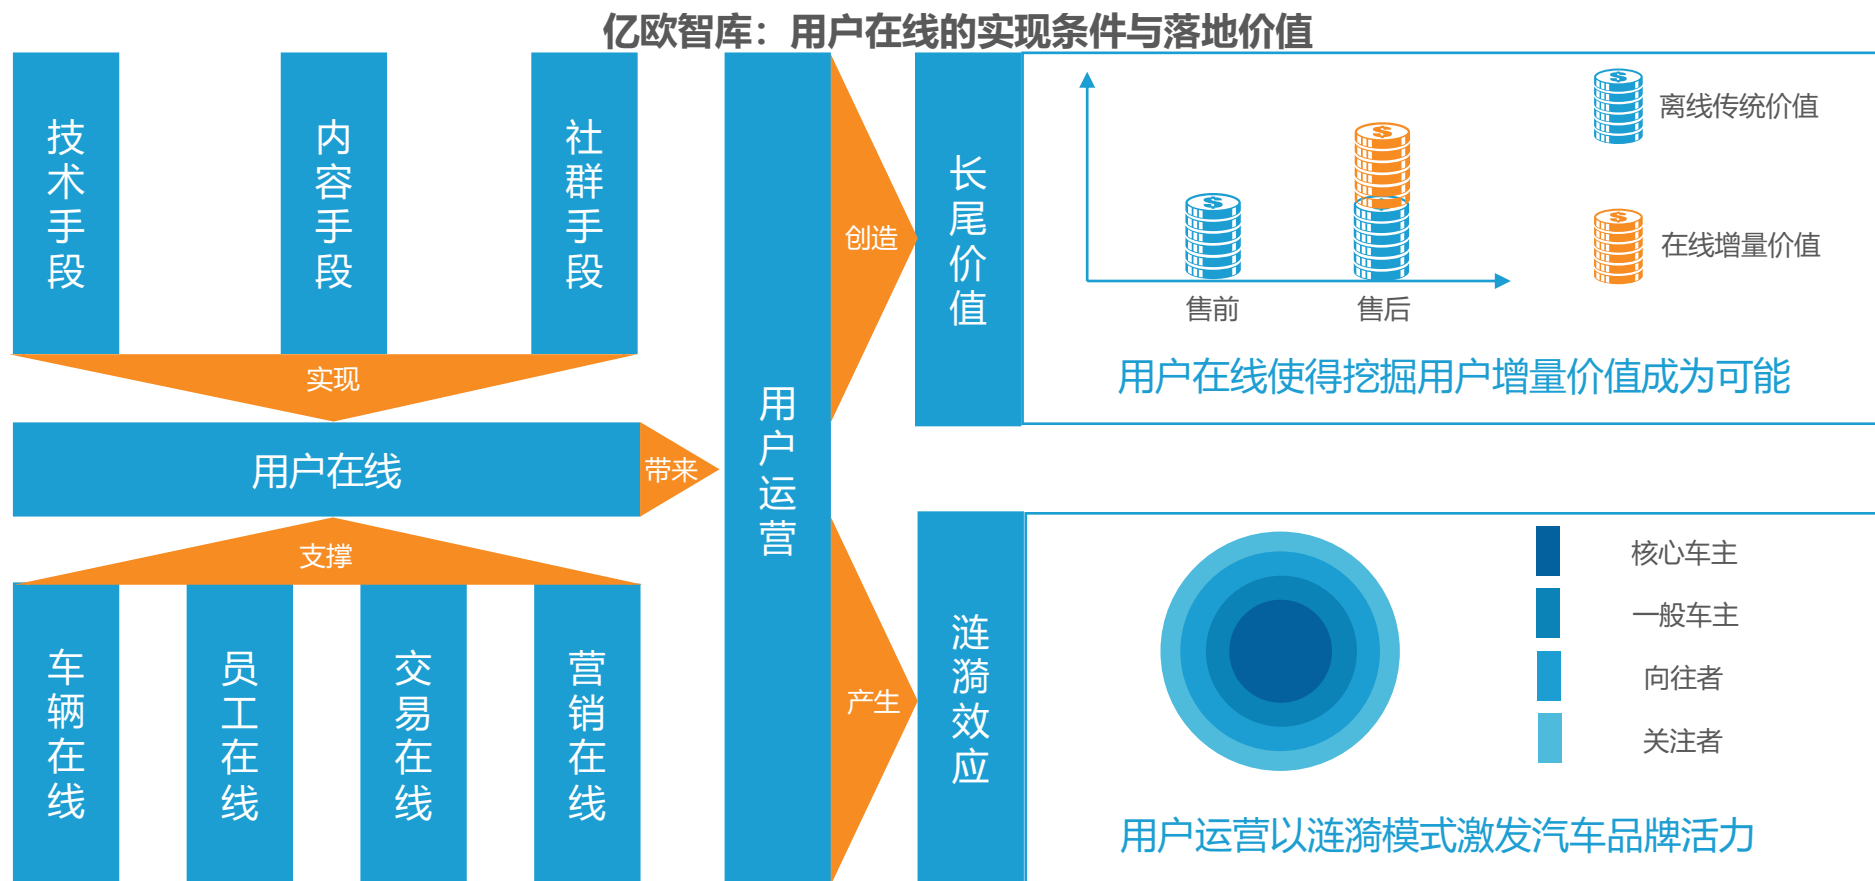 亿欧智库：用户在线的实现条件与落地价值
技术手段
内容手段
社群手段
实现
用户在线
带来
支撑
车辆在线
员工在线
交易在线
营销在线
用户运营
创造
长尾价值
售前
售后
离线传统价值
在线增量价值
用户在线使得挖掘用户增量价值成为可能
产生
涟漪效应
核心车主
一般车主
向往者
关注者
用户运营以涟漪模式激发汽车品牌活力